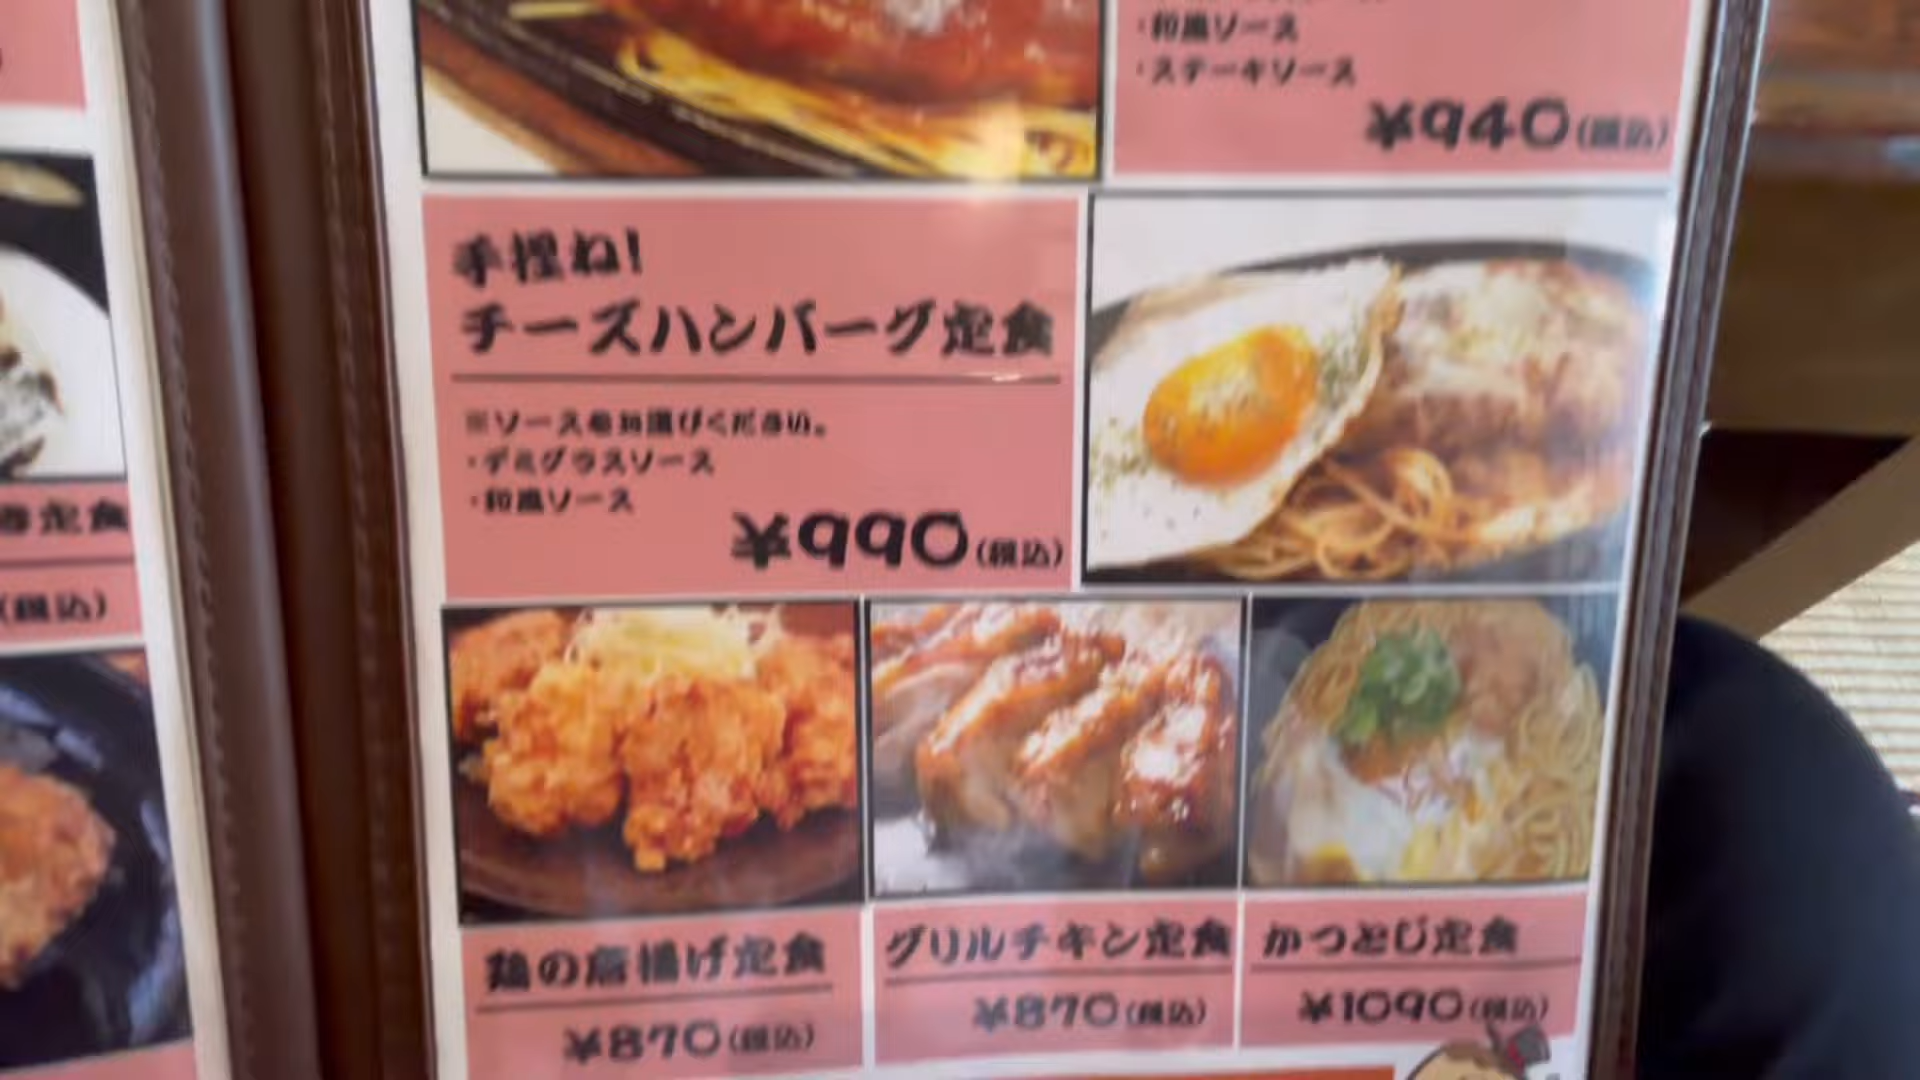 ・和風ソース
・ステーキソース
¥940(税込)
手捏ね!
チーズハンバーグ定食
※ソースをお選びください。
・デミグラスソース
・和風ソース
¥990(税込)
定食
(税込)
鶏の唐揚げ定食
¥870(税込)
グリルチキン定食
¥870(税込)
かつとじ定食
¥1090(税込)